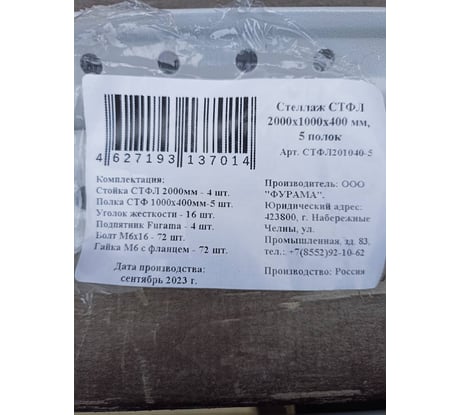 Стеллаж СТФЛ
2000х1000х400 мм,
5 полок
Арт. СТФЛ201040-5
4 627193 137014
Комплектация:
Стойка СТФЛ 2000мм - 4 шт.
Полка СТФ 1000х400мм-5 шт.
Уголок жесткости - 16 шт.
Подпятник Furama - 4 шт.
Болт М6х16 - 72 шт.
Гайка М6 с фланцем - 72 шт.
Дата производства:
сентябрь 2023 г.
Производитель: ООО
"ФУРАМА".
Юридический адрес:
423800, г. Набережные
Челны, ул.
Промышленная, зд. 83,
тел.: +7(8552)92-10-62
Производство: Россия